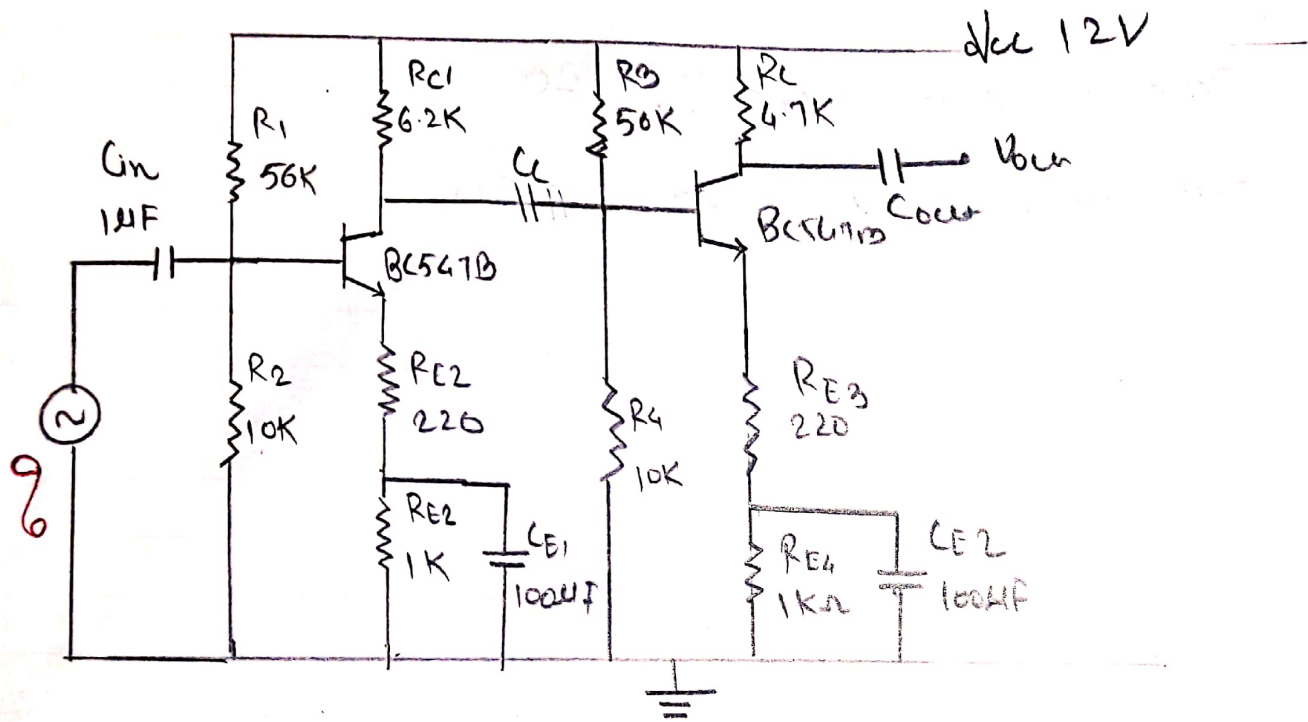 Vcc 12V
R1
56K
RC1
6.2K
R3
50K
RL
4.7K
Cin
1µF
CC
Vout
Cout
BC547B
BC547B
R2
10K
RE2
220
RE2
1K
CE1
100µF
R4
10K
RE3
220
RE4
1KΩ
CE2
100µF